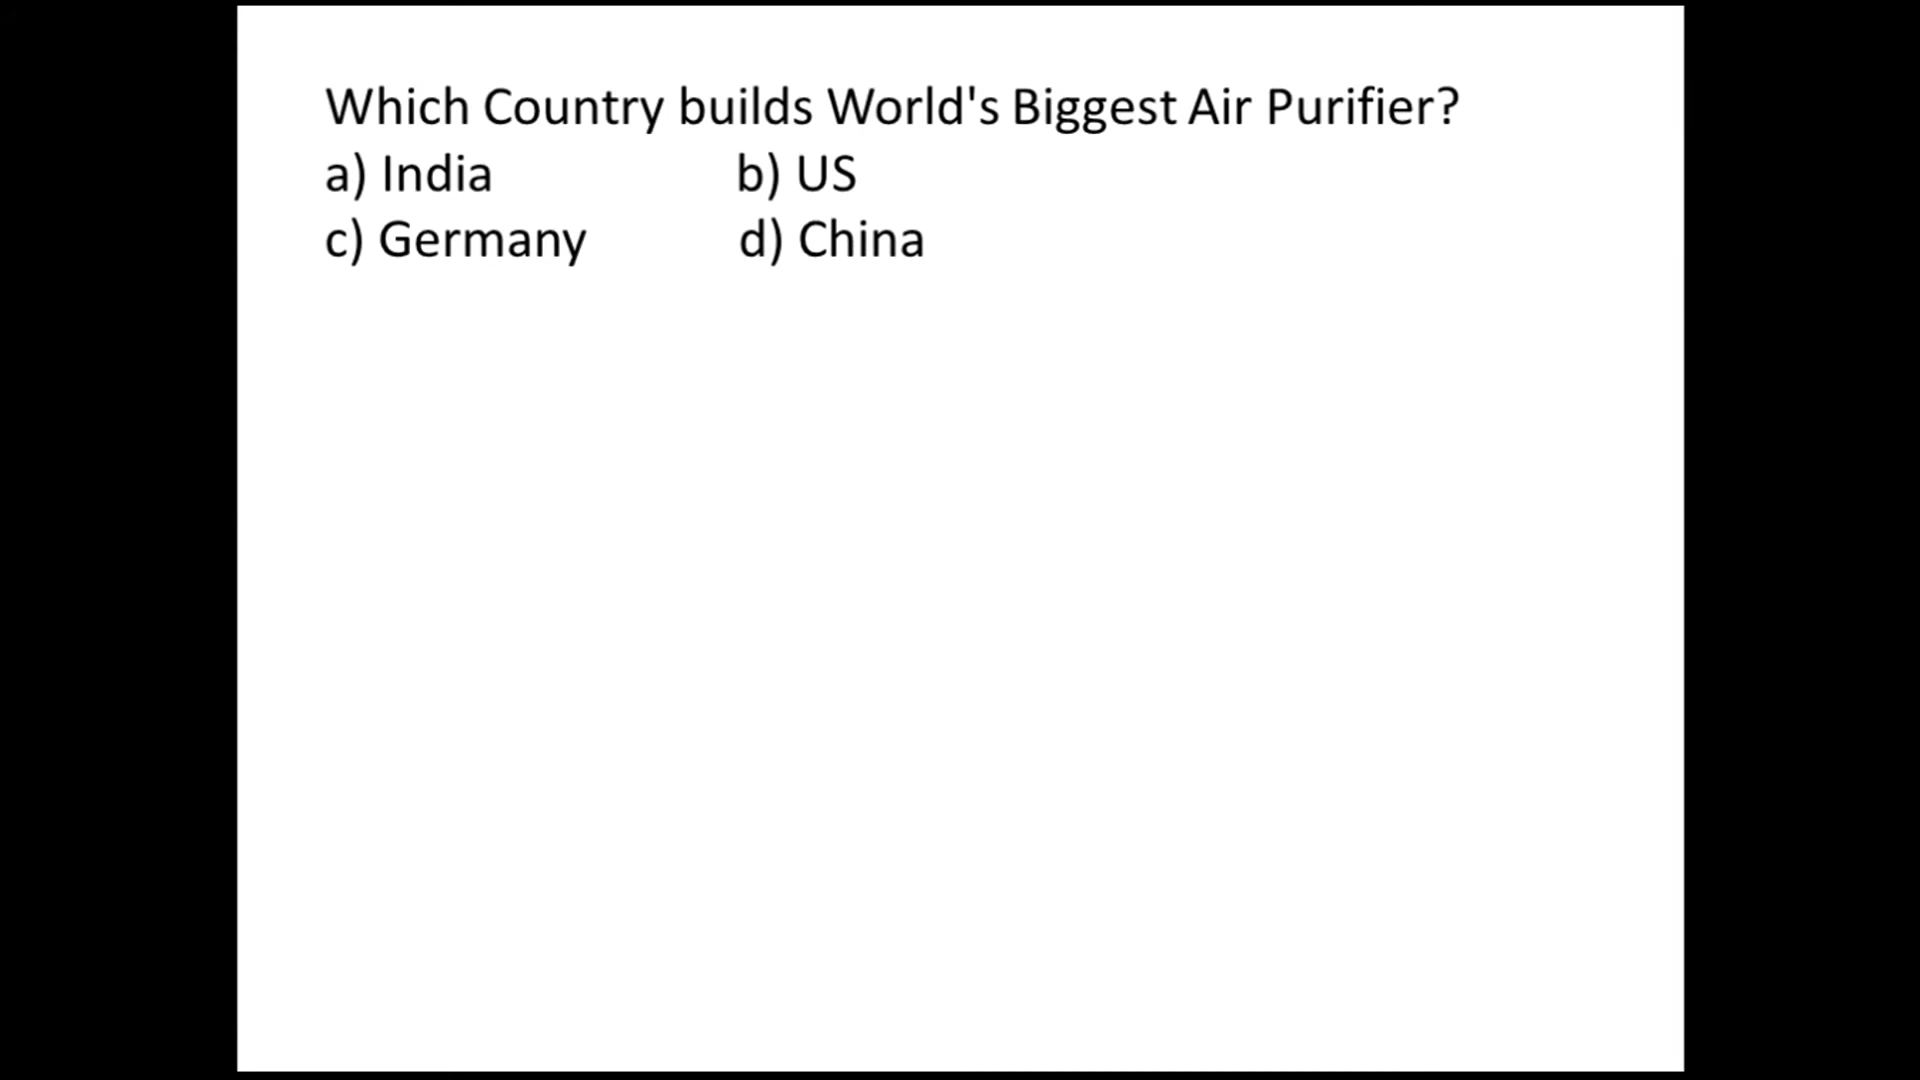 Which Country builds World's Biggest Air Purifier?
a) India b) US
c) Germany d) China